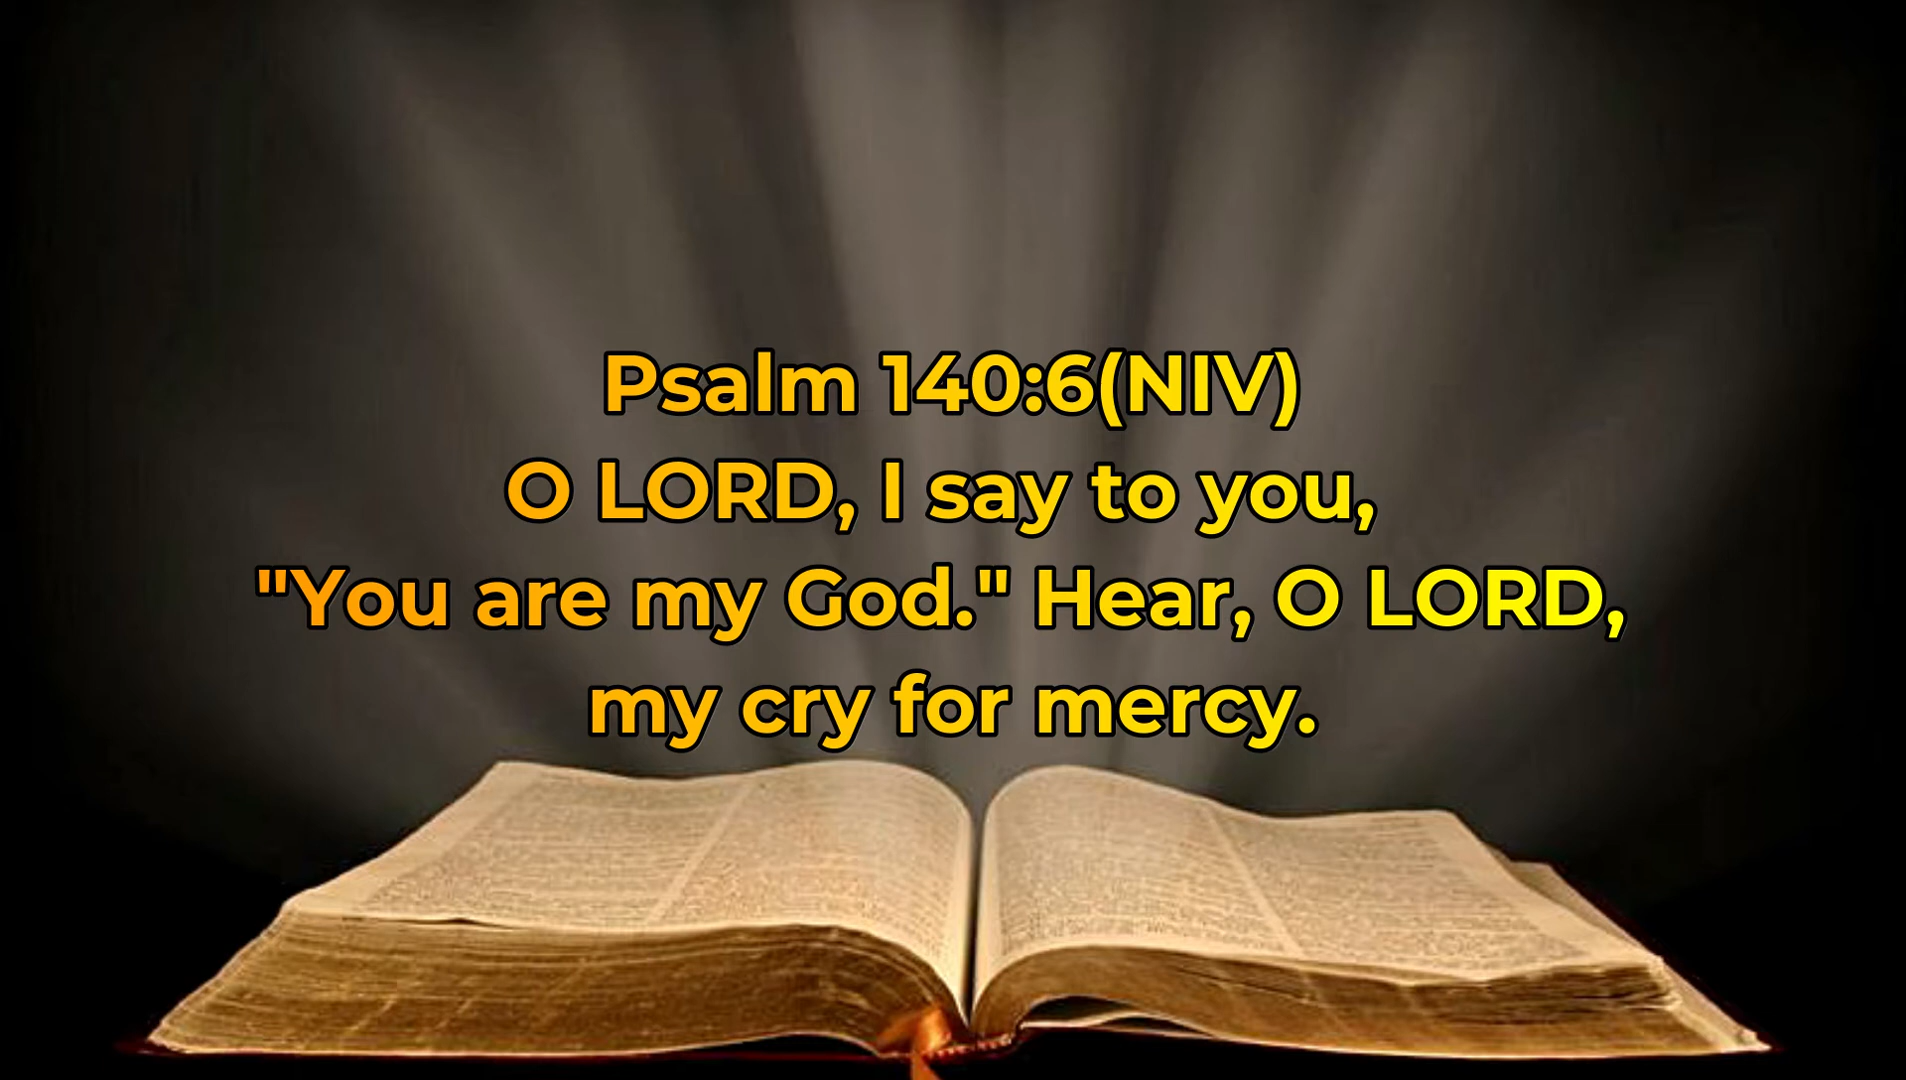 Psalm 140:6(NIV)
O LORD, I say to you,
"You are my God." Hear, O LORD,
my cry for mercy.